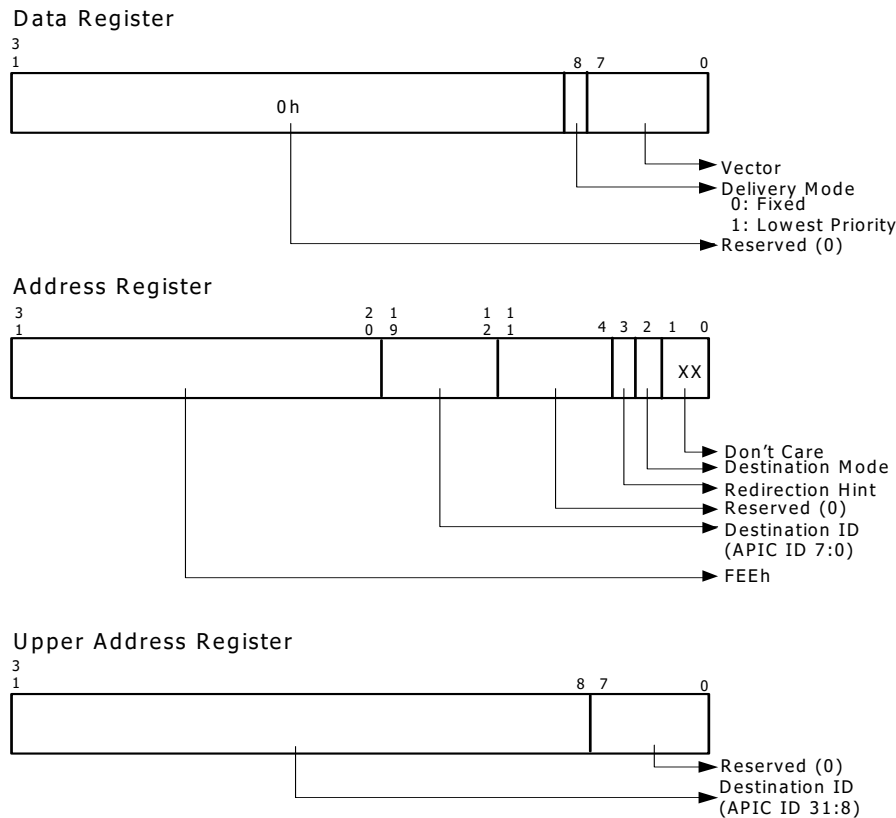 Data Register
3
1 8 7 0
0h
Vector
Delivery Mode
0: Fixed
1: Lowest Priority
Reserved (0)
Address Register
3 2 1 1 1
1 0 9 2 1 4 3 2 1 0
XX
Don't Care
Destination Mode
Redirection Hint
Reserved (0)
Destination ID
(APIC ID 7:0)
FEEh
Upper Address Register
3
1 8 7 0
Reserved (0)
Destination ID
(APIC ID 31:8)